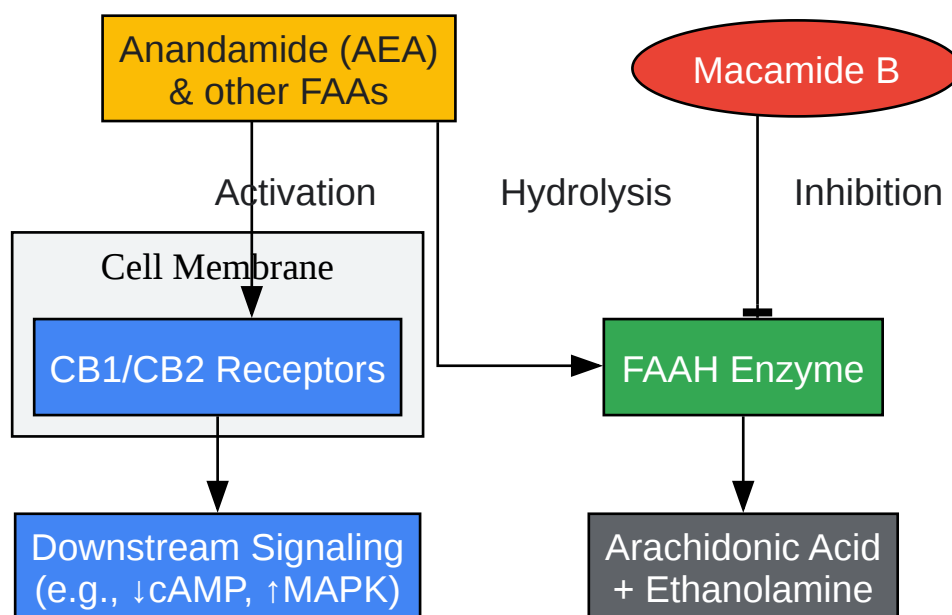 Anandamide (AEA)
& other FAAs
Macamide B
Activation
Hydrolysis
Inhibition
Cell Membrane
CB1/CB2 Receptors
FAAH Enzyme
Downstream Signaling
(e.g., ↓cAMP, ↑MAPK)
Arachidonic Acid
+ Ethanolamine